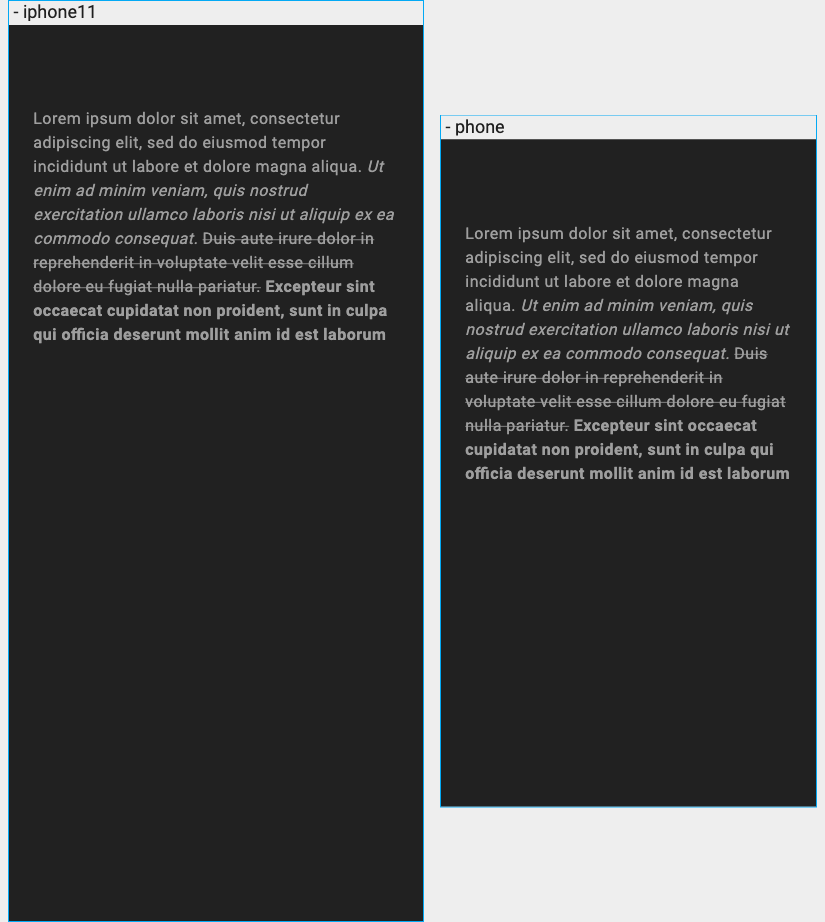 - iphone11
Lorem ipsum dolor sit amet, consectetur
adipiscing elit, sed do eiusmod tempor
incididunt ut labore et dolore magna aliqua. Ut
enim ad minim veniam, quis nostrud
exercitation ullamco laboris nisi ut aliquip ex ea
commodo consequat. Duis aute irure dolor in
reprehenderit in voluptate velit esse cillum
dolore eu fugiat nulla pariatur. Excepteur sint
occaecat cupidatat non proident, sunt in culpa
qui officia deserunt mollit anim id est laborum
- phone
Lorem ipsum dolor sit amet, consectetur
adipiscing elit, sed do eiusmod tempor
incididunt ut labore et dolore magna
aliqua. Ut enim ad minim veniam, quis
nostrud exercitation ullamco laboris nisi ut
aliquip ex ea commodo consequat. Duis
aute irure dolor in reprehenderit in
voluptate velit esse cillum dolore eu fugiat
nulla pariatur. Excepteur sint occaecat
cupidatat non proident, sunt in culpa qui
officia deserunt mollit anim id est laborum